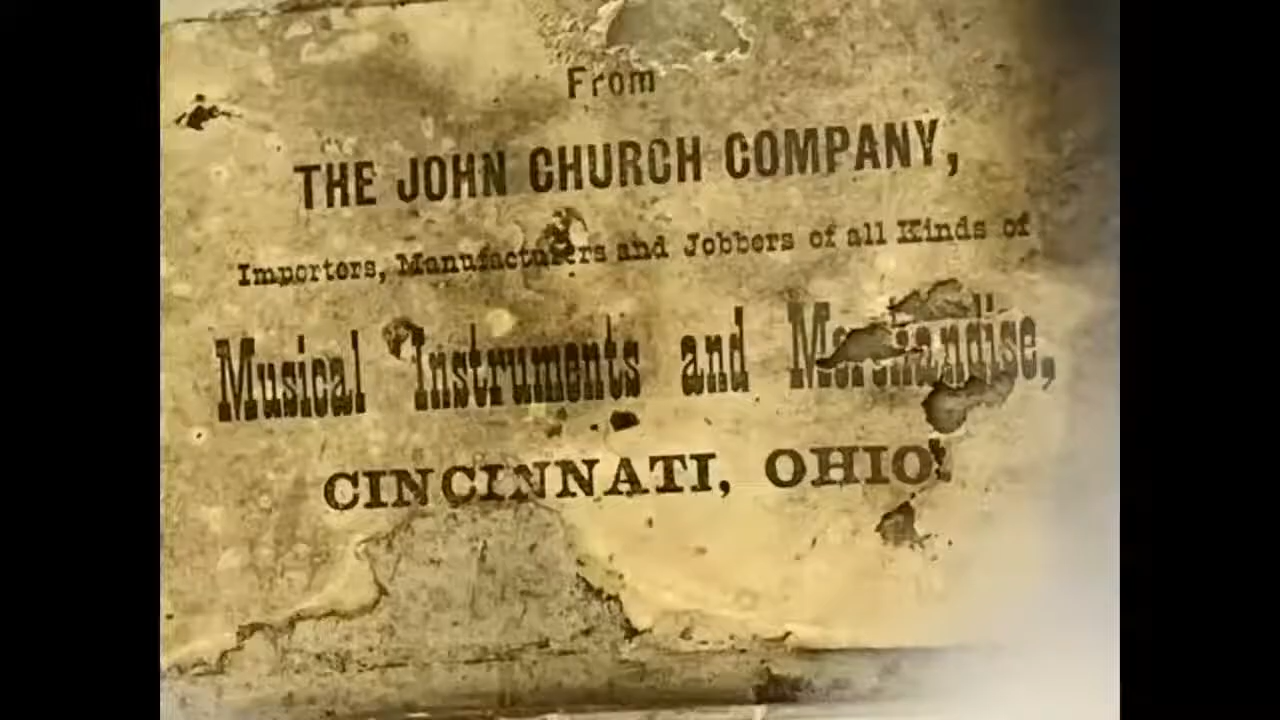 From
THE JOHN CHURCH COMPANY,
Importers, Manufacturers and Jobbers of all Kinds of
Musical Instruments and Merchandise,
CINCINNATI, OHIO.